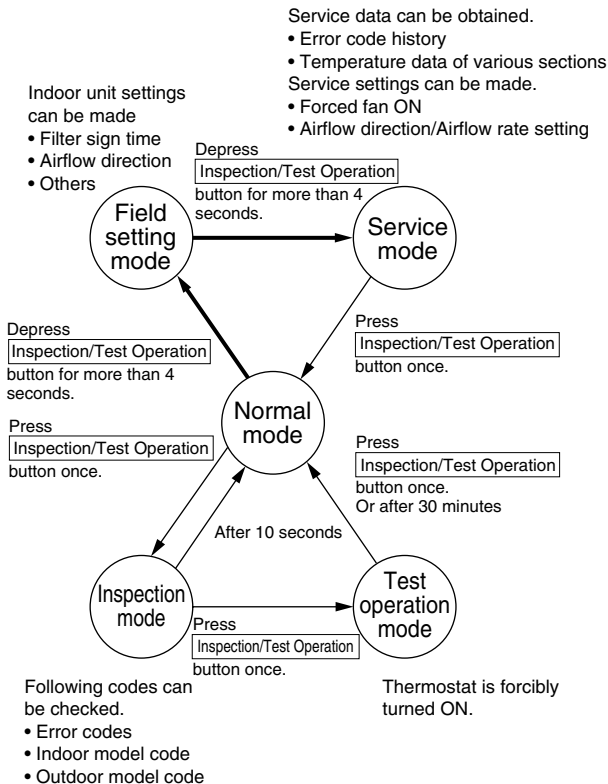 Service data can be obtained.
• Error code history
• Temperature data of various sections
Service settings can be made.
• Forced fan ON
• Airflow direction/Airflow rate setting
Indoor unit settings
can be made
• Filter sign time
• Airflow direction
• Others
Depress
Inspection/Test Operation
button for more than 4
seconds.
Field
setting
mode
Service
mode
Depress
Inspection/Test Operation
button for more than 4
seconds.
Press
Inspection/Test Operation
button once.
Normal
mode
Press
Inspection/Test Operation
button once.
Press
Inspection/Test Operation
button once.
Or after 30 minutes
After 10 seconds
Inspection
mode
Test
operation
mode
Press
Inspection/Test Operation
button once.
Following codes can
be checked.
• Error codes
• Indoor model code
• Outdoor model code
Thermostat is forcibly
turned ON.